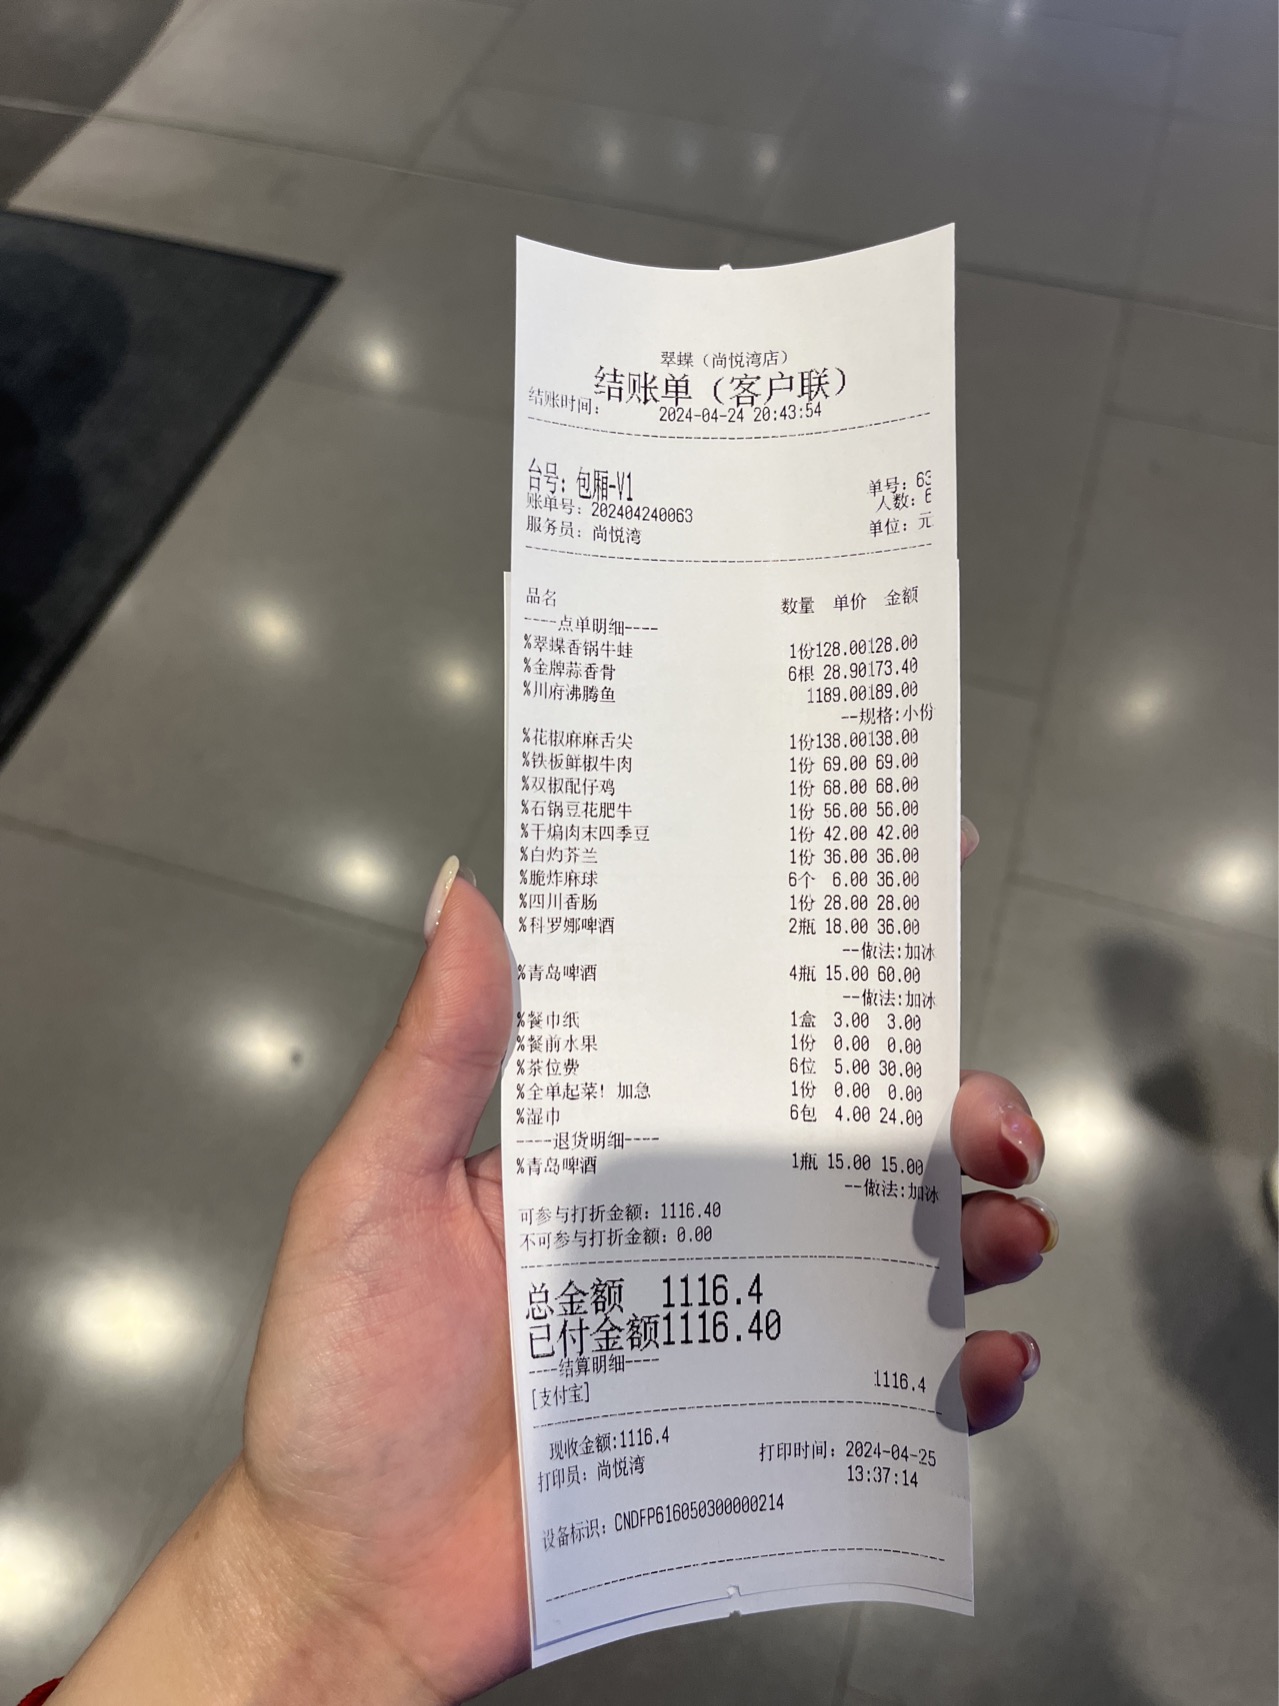 翠蝶（尚悦湾店）
结账单（客户联）
结账时间： 2024-04-24 20:43:54
台号：包厢-V1 单号：63
账单号：202404240063 人数：6
服务员：尚悦湾 单位：元
品名 数量 单价 金额
----点单明细----
%翠蝶香锅牛蛙 1份128.00128.00
%金牌蒜香骨 6根 28.90173.40
%川府沸腾鱼 1189.00189.00
--规格:小份
%花椒麻麻舌尖 1份138.00138.00
%铁板鲜椒牛肉 1份 69.00 69.00
%双椒配仔鸡 1份 68.00 68.00
%石锅豆花肥牛 1份 56.00 56.00
%干煸肉末四季豆 1份 42.00 42.00
%白灼芥兰 1份 36.00 36.00
%脆炸麻球 6个 6.00 36.00
%四川香肠 1份 28.00 28.00
%科罗娜啤酒 2瓶 18.00 36.00
--做法:加冰
%青岛啤酒 4瓶 15.00 60.00
--做法:加冰
%餐巾纸 1盒 3.00 3.00
%餐前水果 1份 0.00 0.00
%茶位费 6位 5.00 30.00
%全单起菜！加急 1份 0.00 0.00
%湿巾 6包 4.00 24.00
----退货明细----
%青岛啤酒 1瓶 15.00 15.00
--做法:加冰
可参与打折金额：1116.40
不可参与打折金额：0.00
总金额 1116.4
已付金额1116.40
----结算明细----
[支付宝] 1116.4
现收金额:1116.4
打印员：尚悦湾 打印时间：2024-04-25
13:37:14
设备标识：CNDFP616050300000214